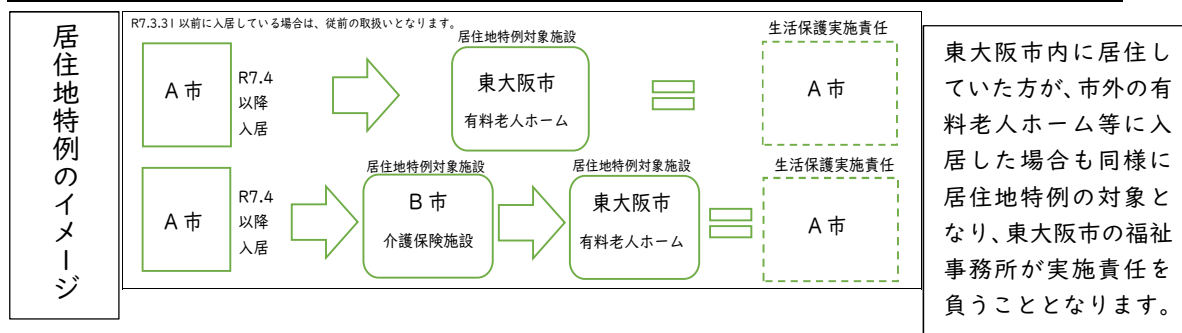 居住地特例のイメージ
R7.3.31以前に入居している場合は、従前の取扱いとなります。
居住地特例対象施設
生活保護実施責任
A市
R7.4
以降
入居
東大阪市
有料老人ホーム
A市
居住地特例対象施設
居住地特例対象施設
生活保護実施責任
A市
R7.4
以降
入居
B市
介護保険施設
東大阪市
有料老人ホーム
A市
東大阪市内に居住し
ていた方が、市外の有
料老人ホーム等に入
居した場合も同様に
居住地特例の対象と
なり、東大阪市の福祉
事務所が実施責任を
負うこととなります。